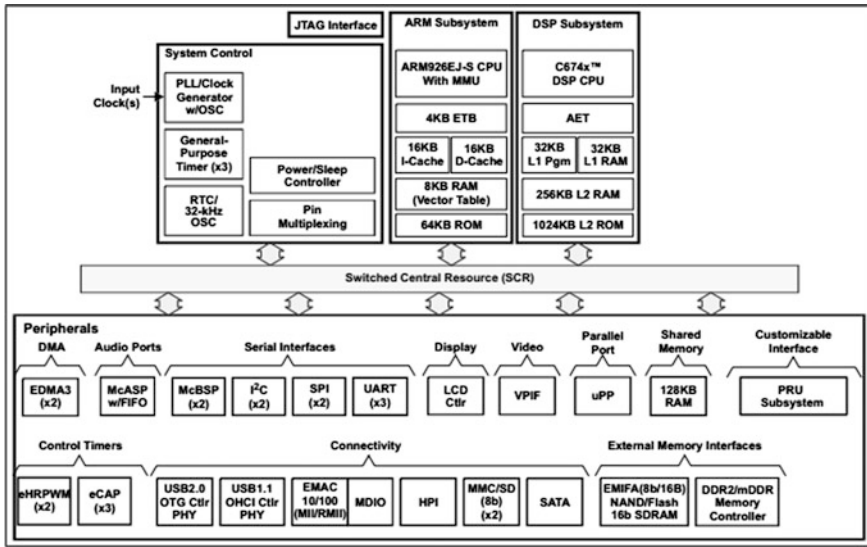 JTAG Interface
System Control
Input
Clock(s)
PLL/Clock
Generator
w/OSC
General-
Purpose
Timer (x3)
RTC/
32-kHz
OSC
Power/Sleep
Controller
Pin
Multiplexing
ARM Subsystem
ARM926EJ-S CPU
With MMU
4KB ETB
16KB
I-Cache
16KB
D-Cache
8KB RAM
(Vector Table)
64KB ROM
DSP Subsystem
C674x™
DSP CPU
AET
32KB
L1 Pgm
32KB
L1 RAM
256KB L2 RAM
1024KB L2 ROM
Switched Central Resource (SCR)
Peripherals
DMA
EDMA3
(x2)
Audio Ports
McASP
w/FIFO
Serial Interfaces
McBSP
(x2)
I²C
(x2)
SPI
(x2)
UART
(x3)
Display
LCD
Ctlr
Video
VPIF
Parallel
Port
uPP
Shared
Memory
128KB
RAM
Customizable
Interface
PRU
Subsystem
Control Timers
eHRPWM
(x2)
eCAP
(x3)
Connectivity
USB2.0
OTG Ctlr
PHY
USB1.1
OHCI Ctlr
PHY
EMAC
10/100
(MII/RMII)
MDIO
HPI
MMC/SD
(8b)
(x2)
SATA
External Memory Interfaces
EMIFA(8b/16B)
NAND/Flash
16b SDRAM
DDR2/mDDR
Memory
Controller